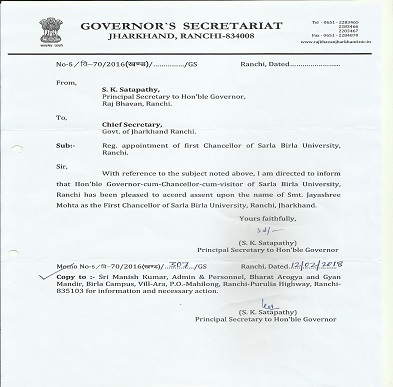 GOVERNOR`S SECRETARIAT
JHARKHAND, RANCHI-834008
Tel - 0651 - 2283465
2283466
2283467
Fax - 0651 - 2284879
www.rajbhavanjharkhand.nic.in
No-5/वि-70/2016(खण्ड)/............../GS Ranchi, Dated.....................
From,
S. K. Satapathy,
Principal Secretary to Hon'ble Governor,
Raj Bhavan, Ranchi.
To,
Chief Secretary,
Govt. of Jharkhand Ranchi.
Sub:- Reg. appointment of first Chancellor of Sarla Birla University,
Ranchi.
Sir,
With reference to the subject noted above, I am directed to inform
that Hon'ble Governor-cum-Chancellor-cum-visitor of Sarla Birla University,
Ranchi has been pleased to accord assent upon the name of Smt. Jayashree
Mohta as the First Chancellor of Sarla Birla University, Ranchi, Jharkhand.
Yours faithfully,
sd/-
(S. K. Satapathy)
Principal Secretary to Hon'ble Governor
Memo No-5/वि-70/2016(खण्ड)/..307../GS Ranchi, Dated.12/02/2018
Copy to :- Sri Manish Kumar, Admin & Personnel, Bharat Arogya and Gyan
Mandir, Birla Campus, Vill-Ara, P.O.-Mahilong, Ranchi-Purulia Highway, Ranchi-
835103 for information and necessary action.
(S. K. Satapathy)
Principal Secretary to Hon'ble Governor